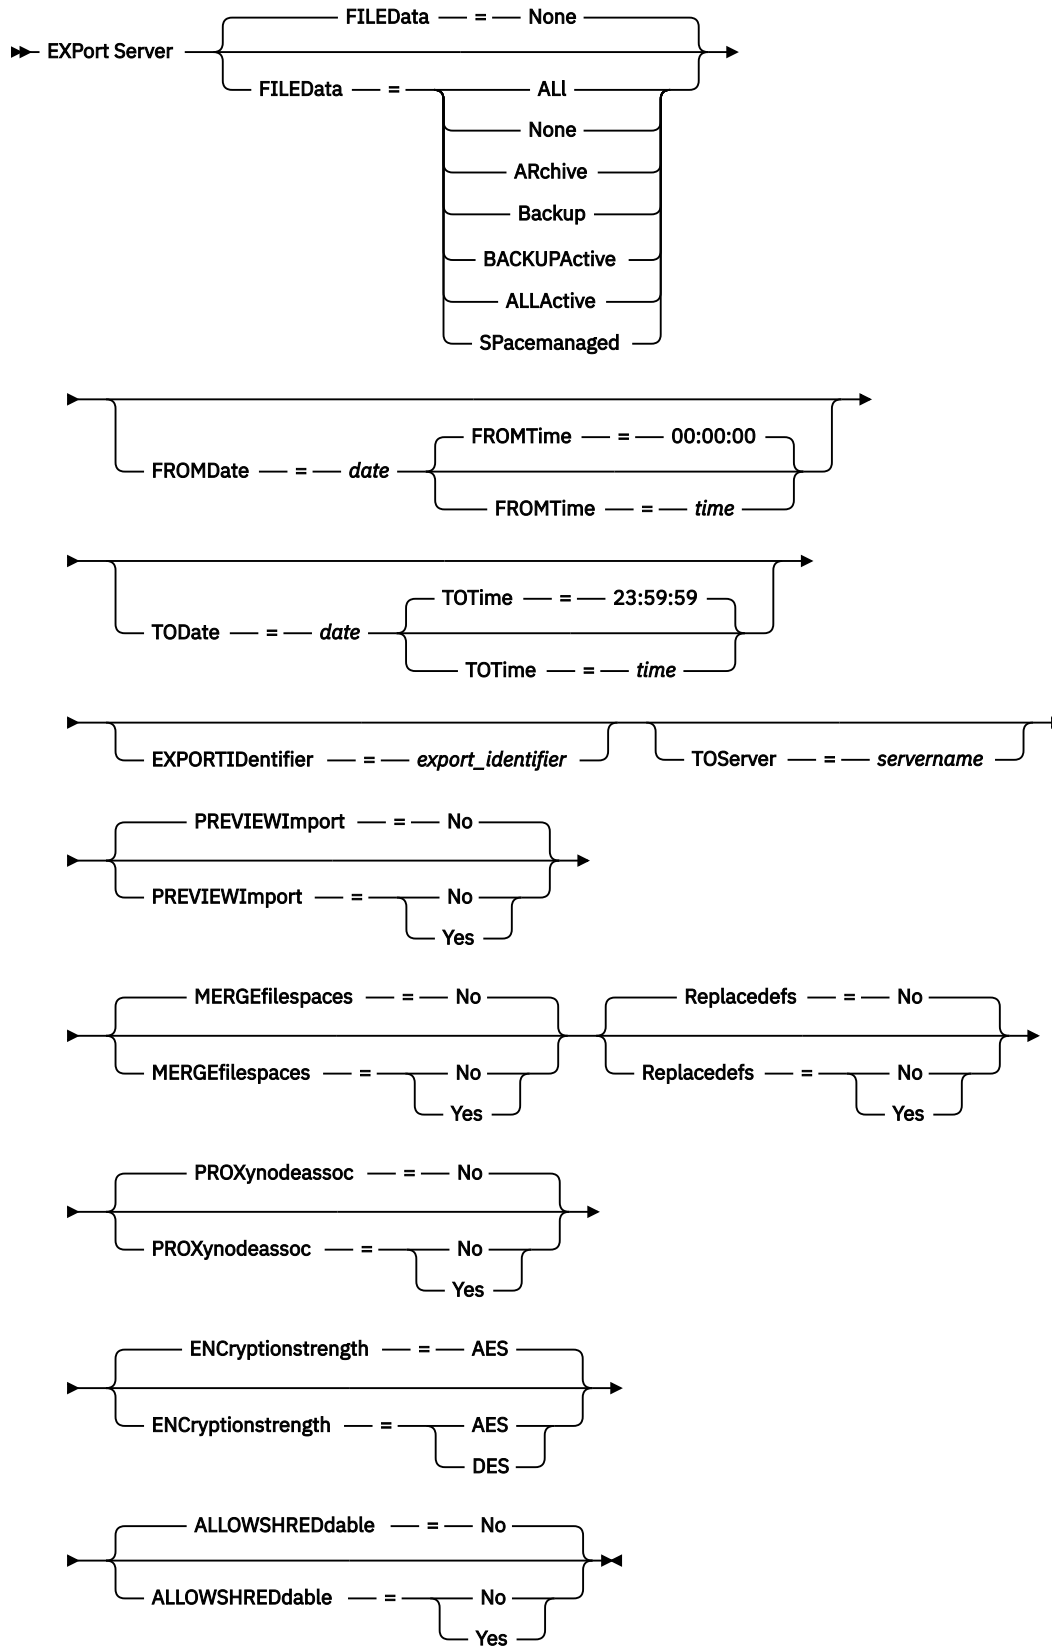 FILEData = None
EXPort Server
FILEData = ALl
None
ARchive
Backup
BACKUPActive
ALLActive
SPacemanaged
FROMTime = 00:00:00
FROMDate = date
FROMTime = time
TOTime = 23:59:59
TODate = date
TOTime = time
EXPORTIDentifier = export_identifier TOServer = servername
PREVIEWImport = No
PREVIEWImport = No
Yes
MERGEfilespaces = No Replacedefs = No
MERGEfilespaces = No Replacedefs = No
Yes Yes
PROXynodeassoc = No
PROXynodeassoc = No
Yes
ENCryptionstrength = AES
ENCryptionstrength = AES
DES
ALLOWSHREDdable = No
ALLOWSHREDdable = No
Yes